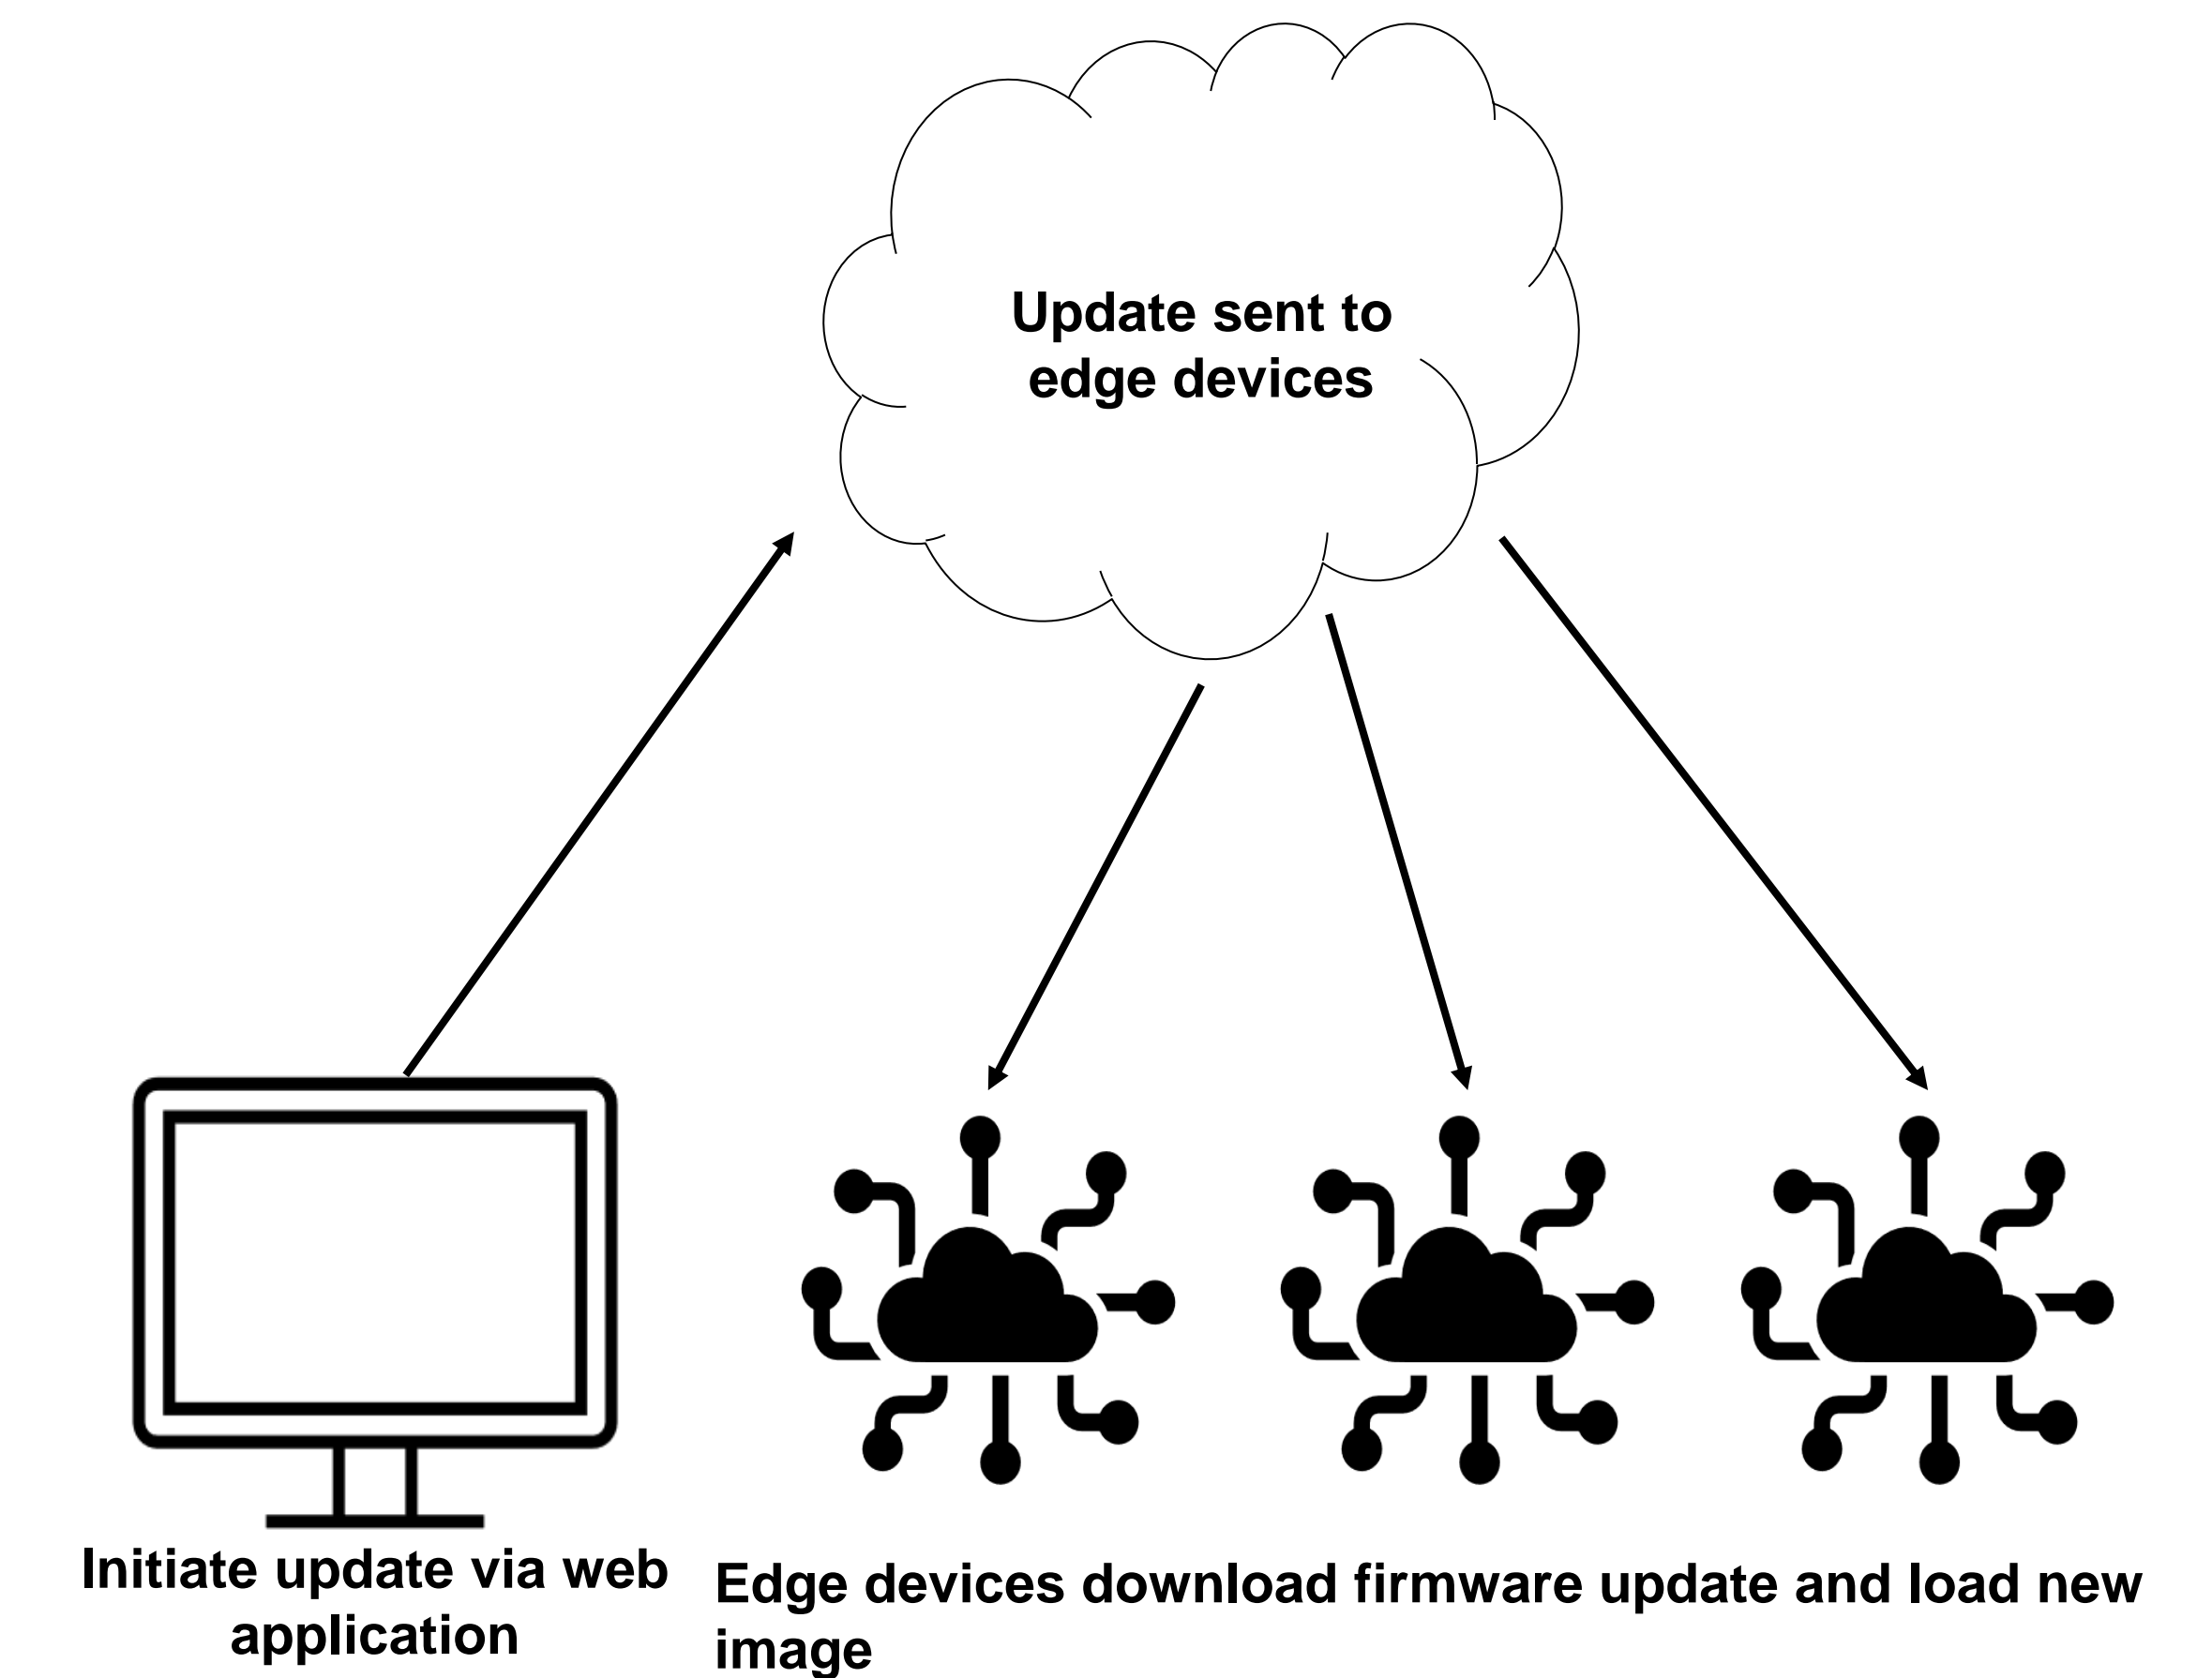 Update sent to
edge devices
Initiate update via web
application
Edge devices download firmware update and load new
image